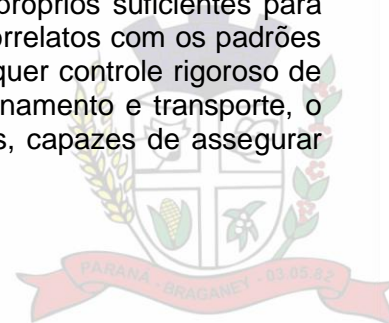 próprios suficientes para
orrelatos com os padrões
quer controle rigoroso de
namento e transporte, o
s, capazes de assegurar
PARANÁ - BRAGANEY - 03.05.82